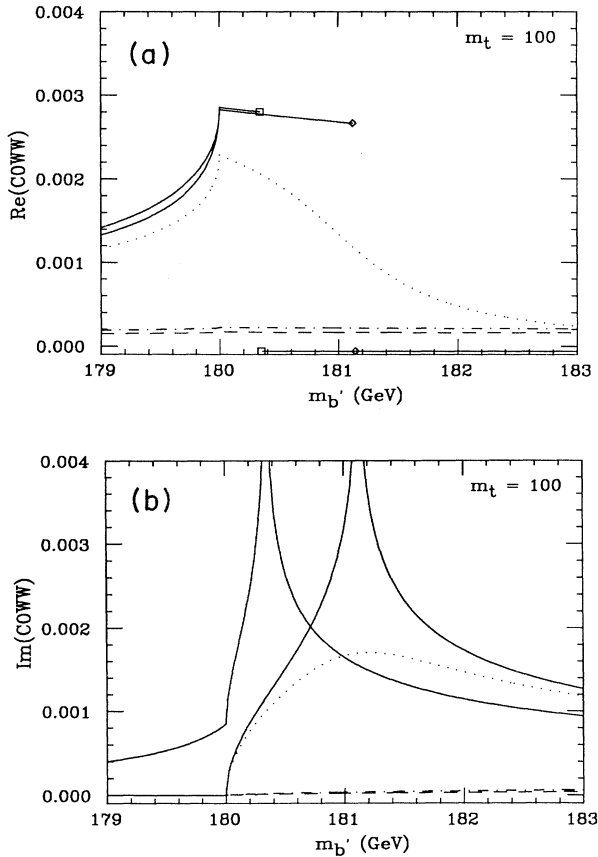 0.004
(a)
m_t = 100
0.003
Re(COWW)
0.002
0.001
0.000
179 180 181 182 183
m_b' (GeV)
0.004
(b)
m_t = 100
0.003
Im(COWW)
0.002
0.001
0.000
179 180 181 182 183
m_b' (GeV)